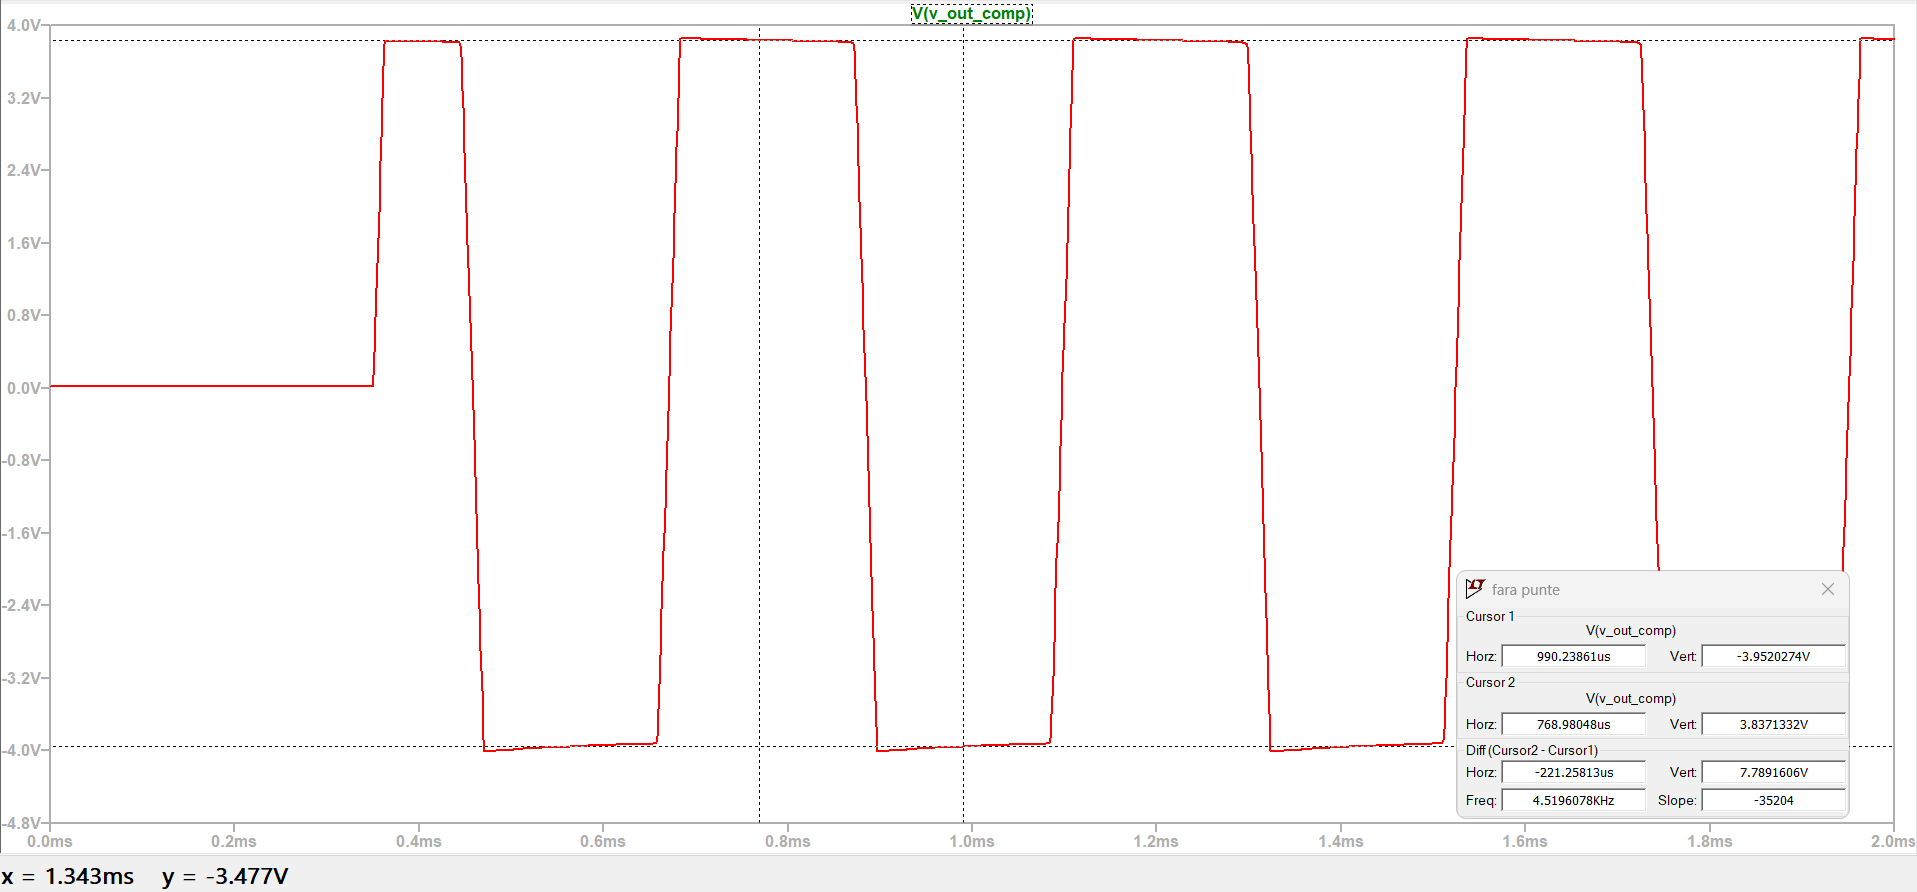 V(v_out_comp)
4.0V
3.2V
2.4V
1.6V
0.8V
0.0V
-0.8V
-1.6V
-2.4V
-3.2V
-4.0V
-4.8V
0.0ms 0.2ms 0.4ms 0.6ms 0.8ms 1.0ms 1.2ms 1.4ms 1.6ms 1.8ms 2.0ms
fara punte
Cursor 1
V(v_out_comp)
Horz: 990.23861us Vert: -3.9520274V
Cursor 2
V(v_out_comp)
Horz: 768.98048us Vert: 3.8371332V
Diff (Cursor2 - Cursor1)
Horz: -221.25813us Vert: 7.7891606V
Freq: 4.5196078KHz Slope: -35204
x = 1.343ms y = -3.477V